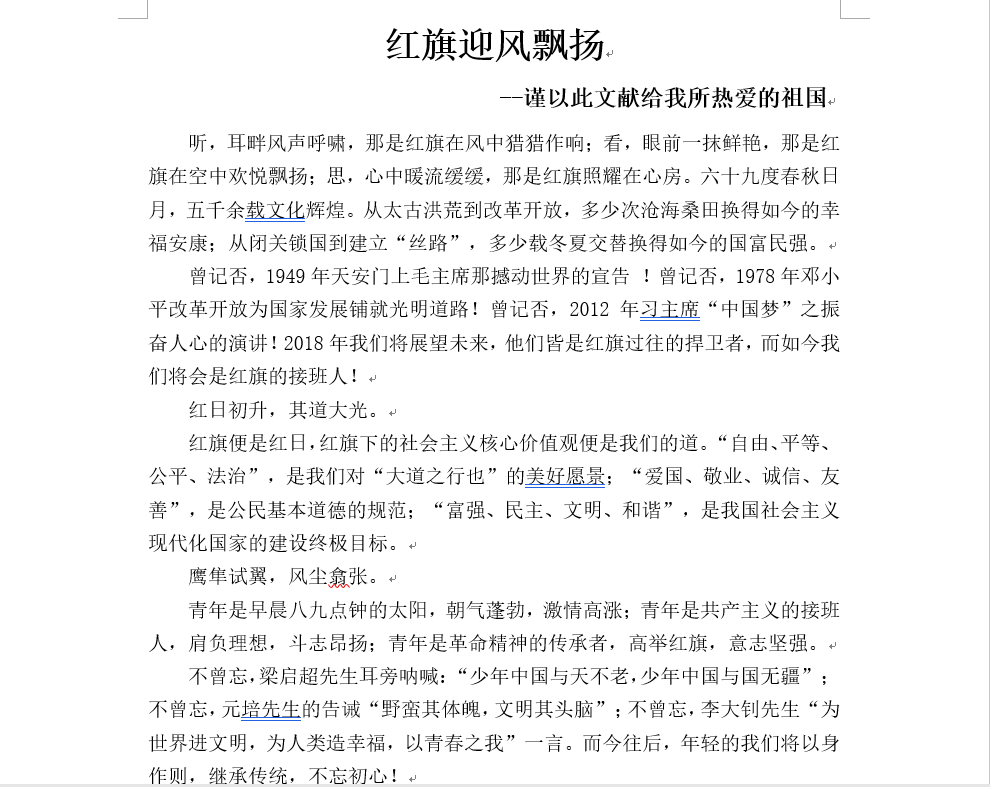 红旗迎风飘扬
--谨以此文献给我所热爱的祖国
听，耳畔风声呼啸，那是红旗在风中猎猎作响；看，眼前一抹鲜艳，那是红
旗在空中欢悦飘扬；思，心中暖流缓缓，那是红旗照耀在心房。六十九度春秋日
月，五千余载文化辉煌。从太古洪荒到改革开放，多少次沧海桑田换得如今的幸
福安康；从闭关锁国到建立“丝路”，多少载冬夏交替换得如今的国富民强。
曾记否，1949 年天安门上毛主席那撼动世界的宣告 ！曾记否，1978 年邓小
平改革开放为国家发展铺就光明道路！曾记否，2012 年习主席“中国梦”之振
奋人心的演讲！2018 年我们将展望未来，他们皆是红旗过往的捍卫者，而如今我
们将会是红旗的接班人！
红日初升，其道大光。
红旗便是红日，红旗下的社会主义核心价值观便是我们的道。“自由、平等、
公平、法治”，是我们对“大道之行也”的美好愿景；“爱国、敬业、诚信、友
善”，是公民基本道德的规范；“富强、民主、文明、和谐”，是我国社会主义
现代化国家的建设终极目标。
鹰隼试翼，风尘翕张。
青年是早晨八九点钟的太阳，朝气蓬勃，激情高涨；青年是共产主义的接班
人，肩负理想，斗志昂扬；青年是革命精神的传承者，高举红旗，意志坚强。
不曾忘，梁启超先生耳旁呐喊：“少年中国与天不老，少年中国与国无疆”；
不曾忘，元培先生的告诫“野蛮其体魄，文明其头脑”；不曾忘，李大钊先生“为
世界进文明，为人类造幸福，以青春之我”一言。而今往后，年轻的我们将以身
作则，继承传统，不忘初心！